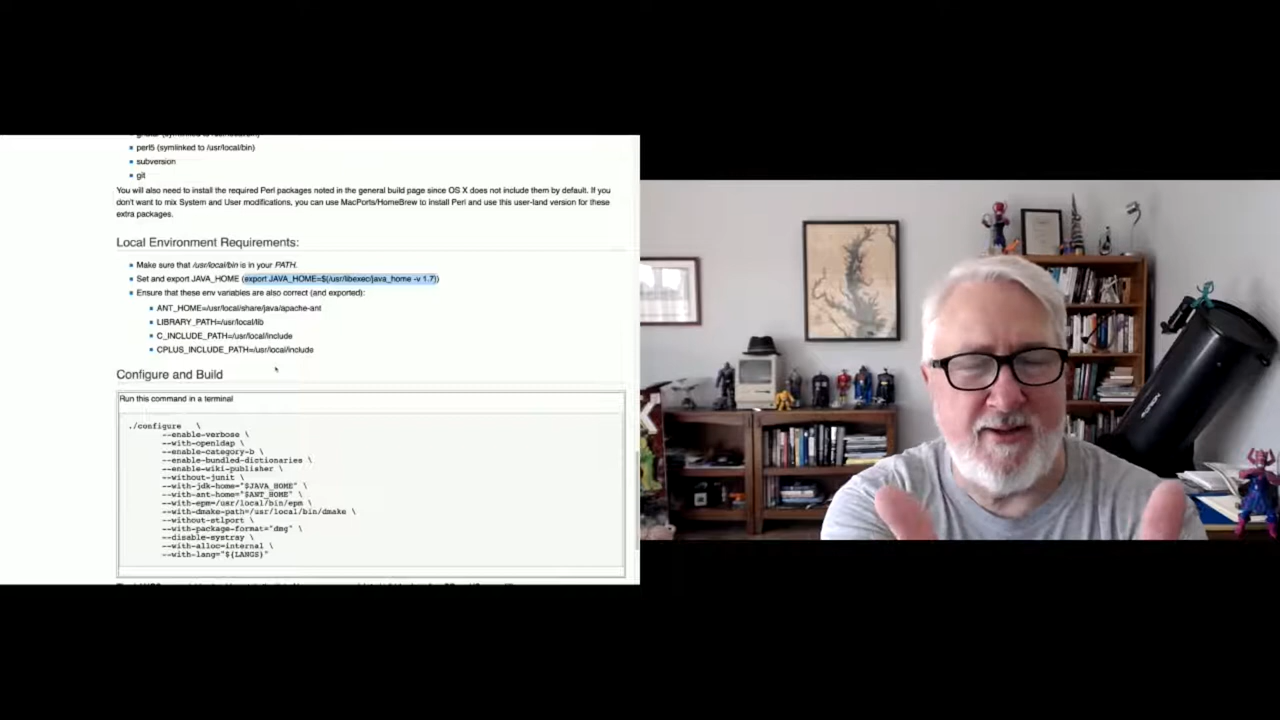 perl5 (symlinked to /usr/local/bin)
subversion
git
You will also need to install the required Perl packages noted in the general build page since OS X does not include them by default. If you
don't want to mix System and User modifications, you can use MacPorts/HomeBrew to install Perl and use this user-land version for these
extra packages.
Local Environment Requirements:
Make sure that /usr/local/bin is in your PATH.
Set and export JAVA_HOME (export JAVA_HOME=$(/usr/libexec/java_home -v 1.7))
Ensure that these env variables are also correct (and exported):
ANT_HOME=/usr/local/share/java/apache-ant
LIBRARY_PATH=/usr/local/lib
C_INCLUDE_PATH=/usr/local/include
CPLUS_INCLUDE_PATH=/usr/local/include
Configure and Build
Run this command in a terminal
./configure \
--enable-verbose \
--with-openldap \
--enable-category-b \
--enable-bundled-dictionaries \
--enable-wiki-publisher \
--without-junit \
--with-jdk-home="$JAVA_HOME" \
--with-ant-home="$ANT_HOME" \
--with-epm=/usr/local/bin/epm \
--with-dmake-path=/usr/local/bin/dmake \
--without-stlport \
--with-package-format="dmg" \
--disable-systray \
--with-alloc=internal \
--with-lang="${LANGS}"